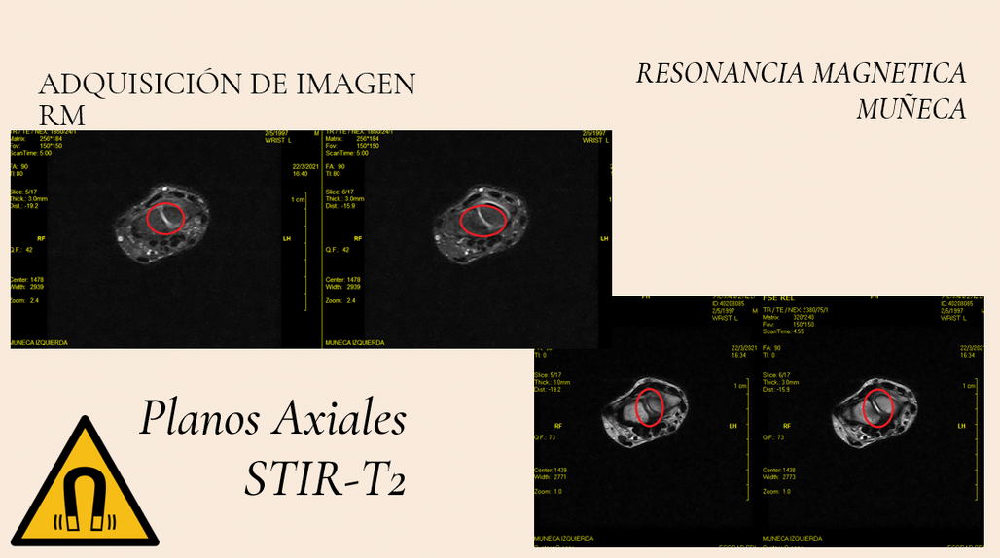 ADQUISICIÓN DE IMAGEN
RM
RESONANCIA MAGNETICA
MUÑECA
TR / TE / NEX: 1850/24/1
Matrix: 256*184
Fov: 150*150
ScanTime: 5:00
FA: 90
TI: 80
Slice: 5/17
Thick.: 3.0mm
Dist.: -19.2
RF
Q.F.: 42
Center: 1478
Width: 2939
Zoom: 2.4
MUNECA IZQUIERDA
2/5/1997 M
WRIST L
22/3/2021
16:40
1 cm
LH
TR / TE / NEX: 1850/24/1
Matrix: 256*184
Fov: 150*150
ScanTime: 5:00
FA: 90
TI: 80
Slice: 6/17
Thick.: 3.0mm
Dist.: -15.9
RF
Q.F.: 42
Center: 1478
Width: 2939
Zoom: 2.4
MUNECA IZQUIERDA
2/5/1997
WRIST L
LH
Planos Axiales
STIR-T2
ID:40208085
2/5/1997 M
WRIST L
TI: 0
22/3/2021
16:34
Slice: 5/17
Thick.: 3.0mm
Dist.: -19.2
1 cm
RF
LH
Q.F.: 73
Center: 1439
Width: 2771
Zoom: 1.0
MUNECA IZQUIERDA
FSE REL
TR / TE / NEX: 2380/75/1
Matrix: 320*240
Fov: 150*150
ScanTime: 4:55
FA: 90
TI: 0
Slice: 6/17
Thick.: 3.0mm
Dist.: -15.9
RF
Q.F.: 73
Center: 1438
Width: 2773
Zoom: 1.0
MUNECA IZQUIERDA
ID:40208085
2/5/1997 M
WRIST L
16:34
1 cm
LH